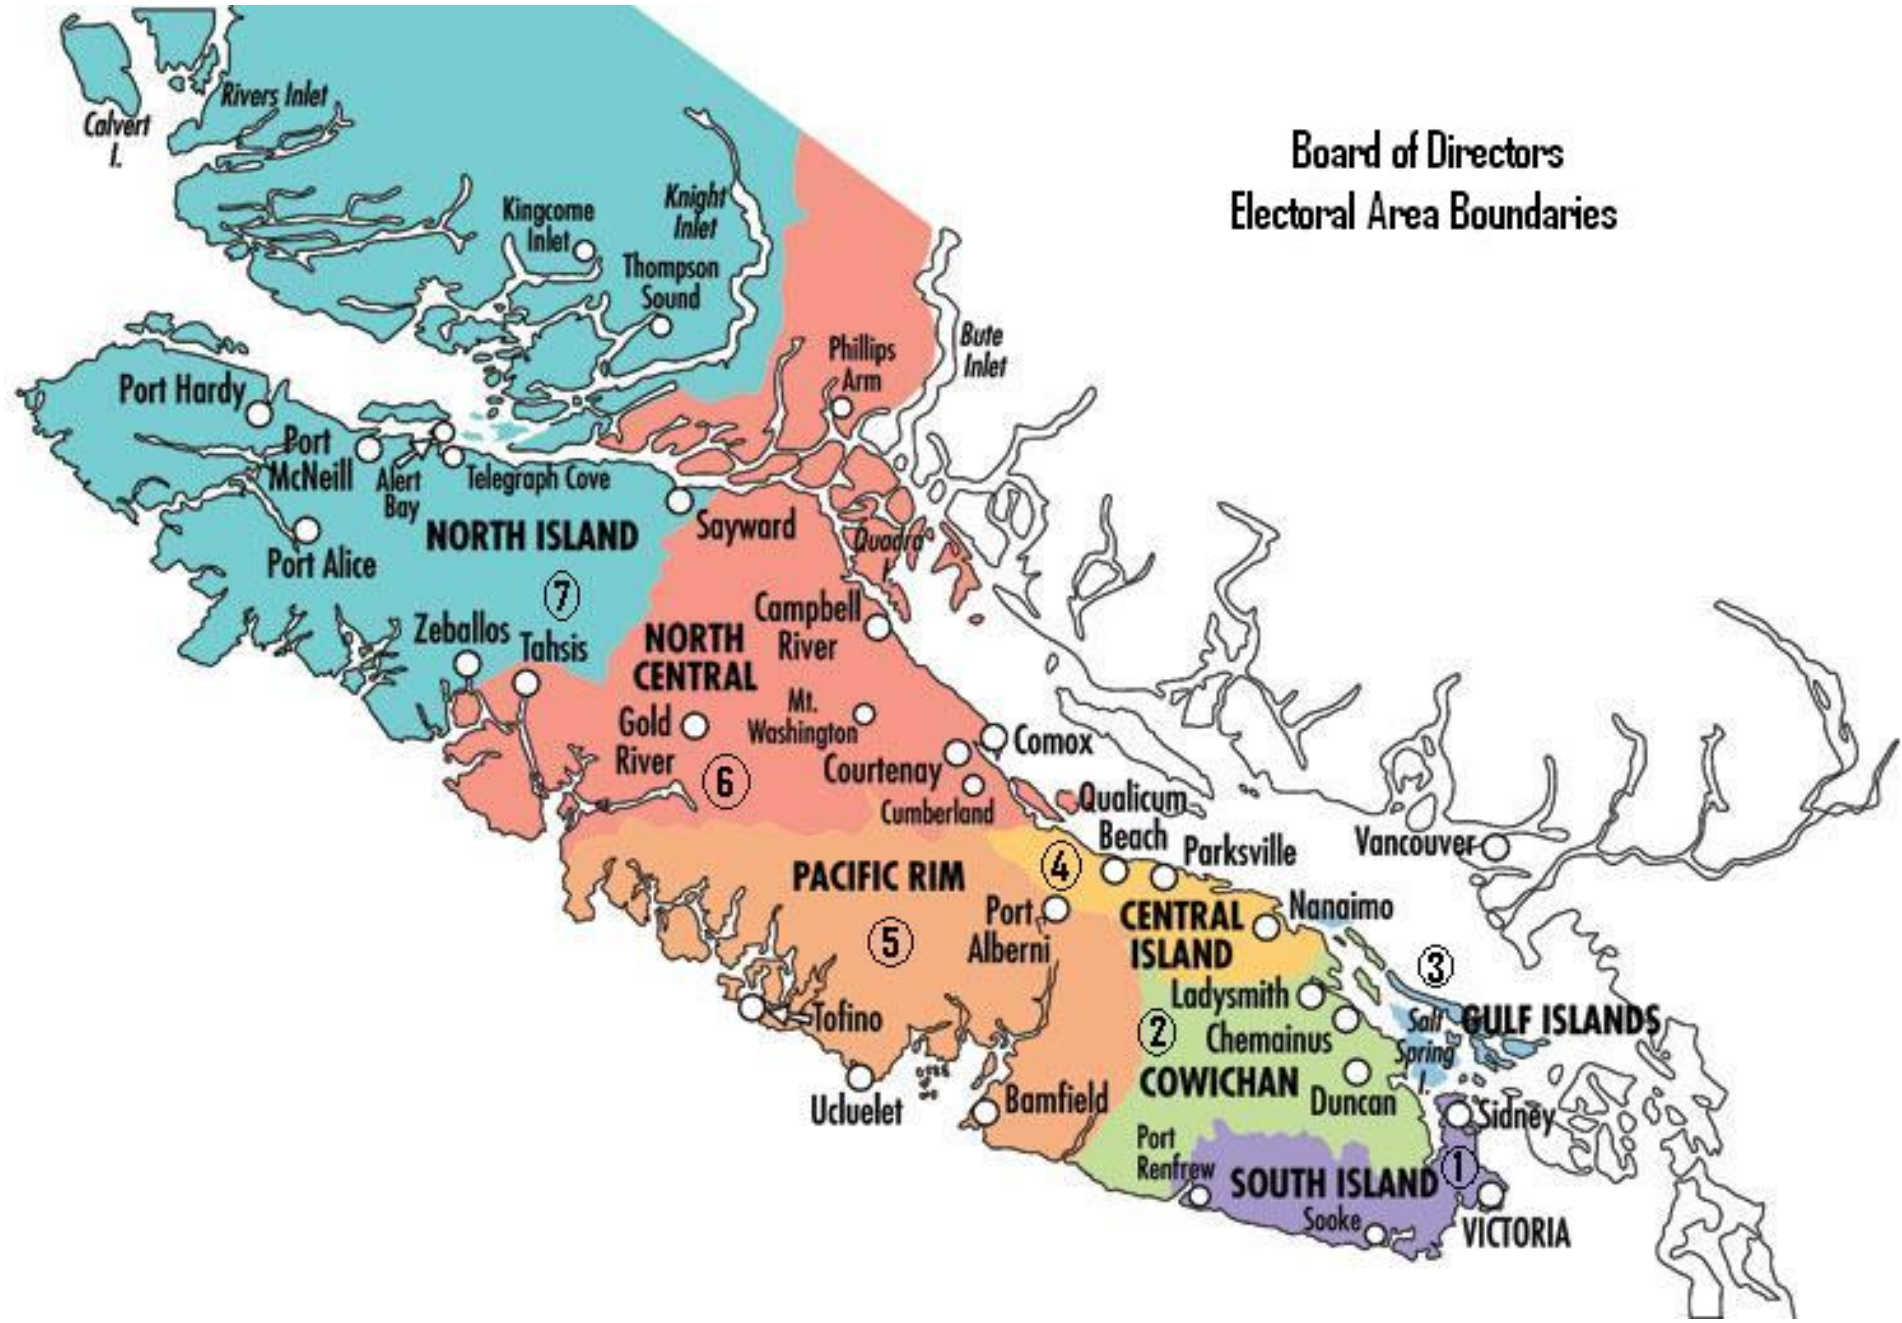 Board of Directors
Electoral Area Boundaries
Calvert
I.
Rivers Inlet
Kingcome
Inlet
Knight
Inlet
Thompson
Sound
Bute
Inlet
Phillips
Arm
Port Hardy
Port
McNeill
Alert
Bay
Telegraph Cove
Port Alice
NORTH ISLAND
7
Sayward
Quadra
I.
Zeballos
Tahsis
Campbell
River
NORTH
CENTRAL
Gold
River
6
Mt.
Washington
Comox
Courtenay
Cumberland
Qualicum
Beach
Parksville
Vancouver
PACIFIC RIM
5
4
Port
Alberni
CENTRAL
ISLAND
Nanaimo
3
GULF ISLANDS
Salt
Spring
I.
Tofino
Ucluelet
Bamfield
Ladysmith
2
Chemainus
COWICHAN
Duncan
Sidney
Port
Renfrew
SOUTH ISLAND
1
Sooke
VICTORIA